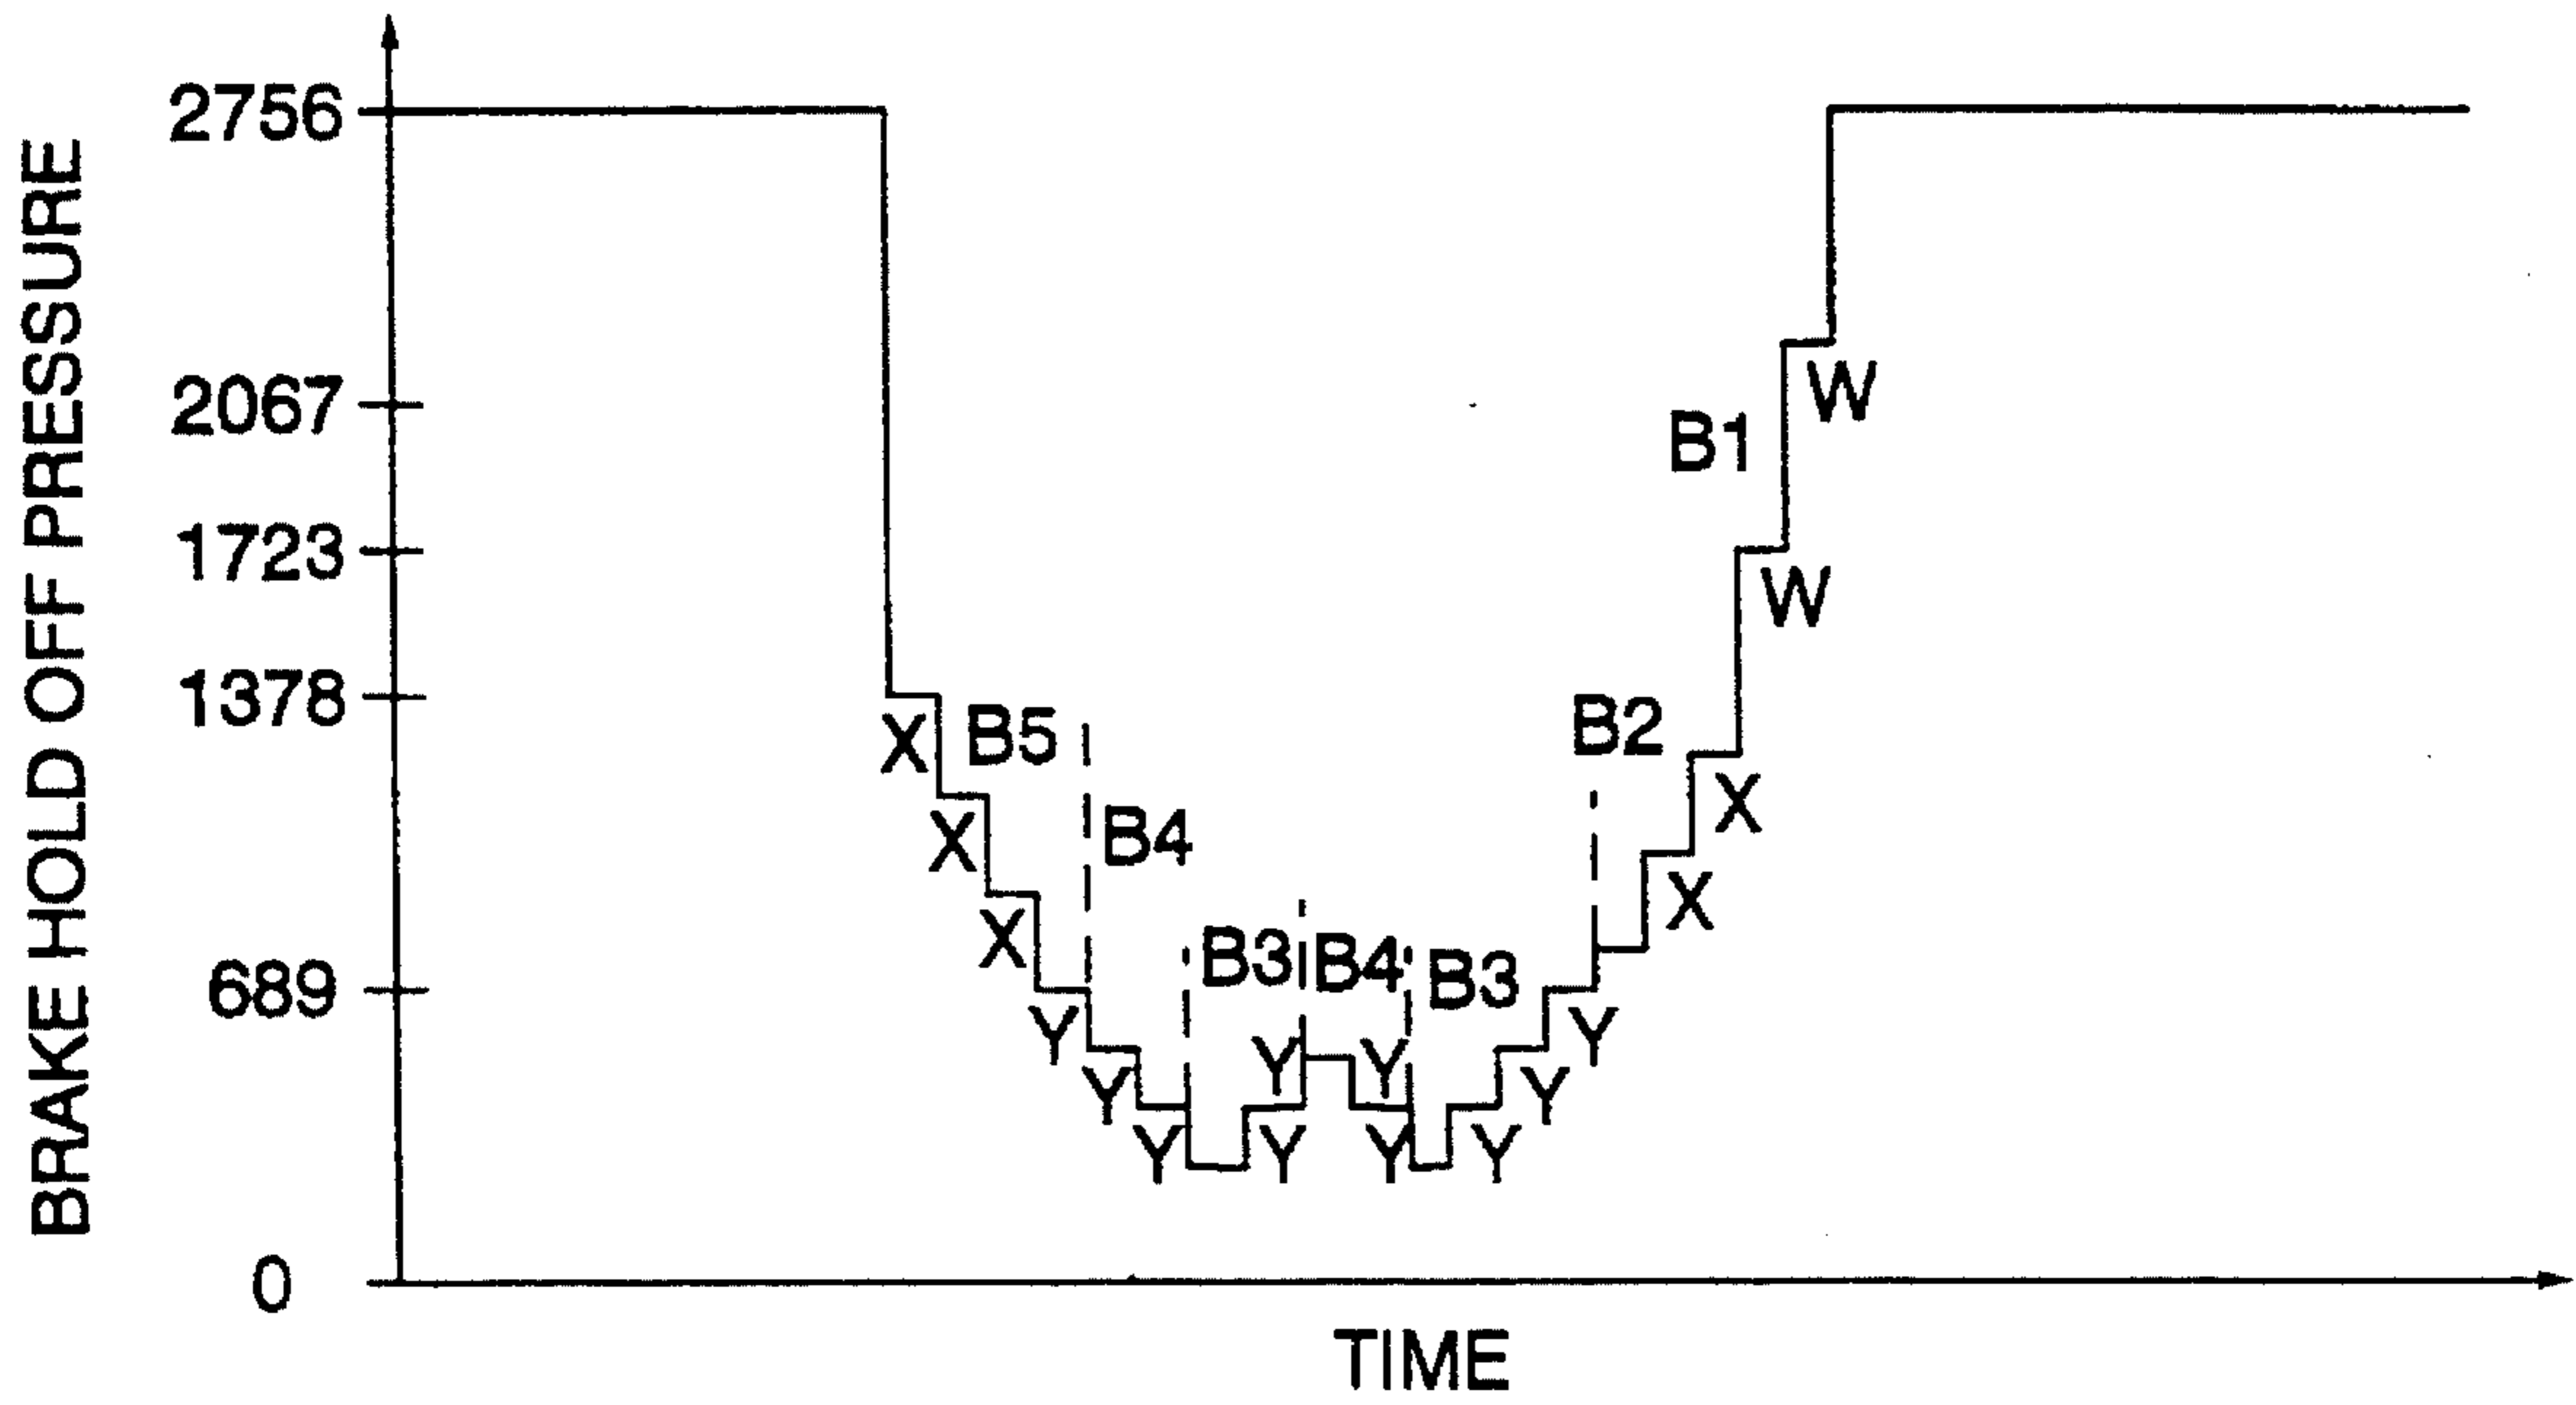 BRAKE HOLD OFF PRESSURE
2756
2067
1723
1378
689
0
W
B1
W
B5
B2
X
X
B4
X
X
X
B3
B4
B3
Y
Y
Y
Y
Y
Y
Y
Y
Y
Y
TIME